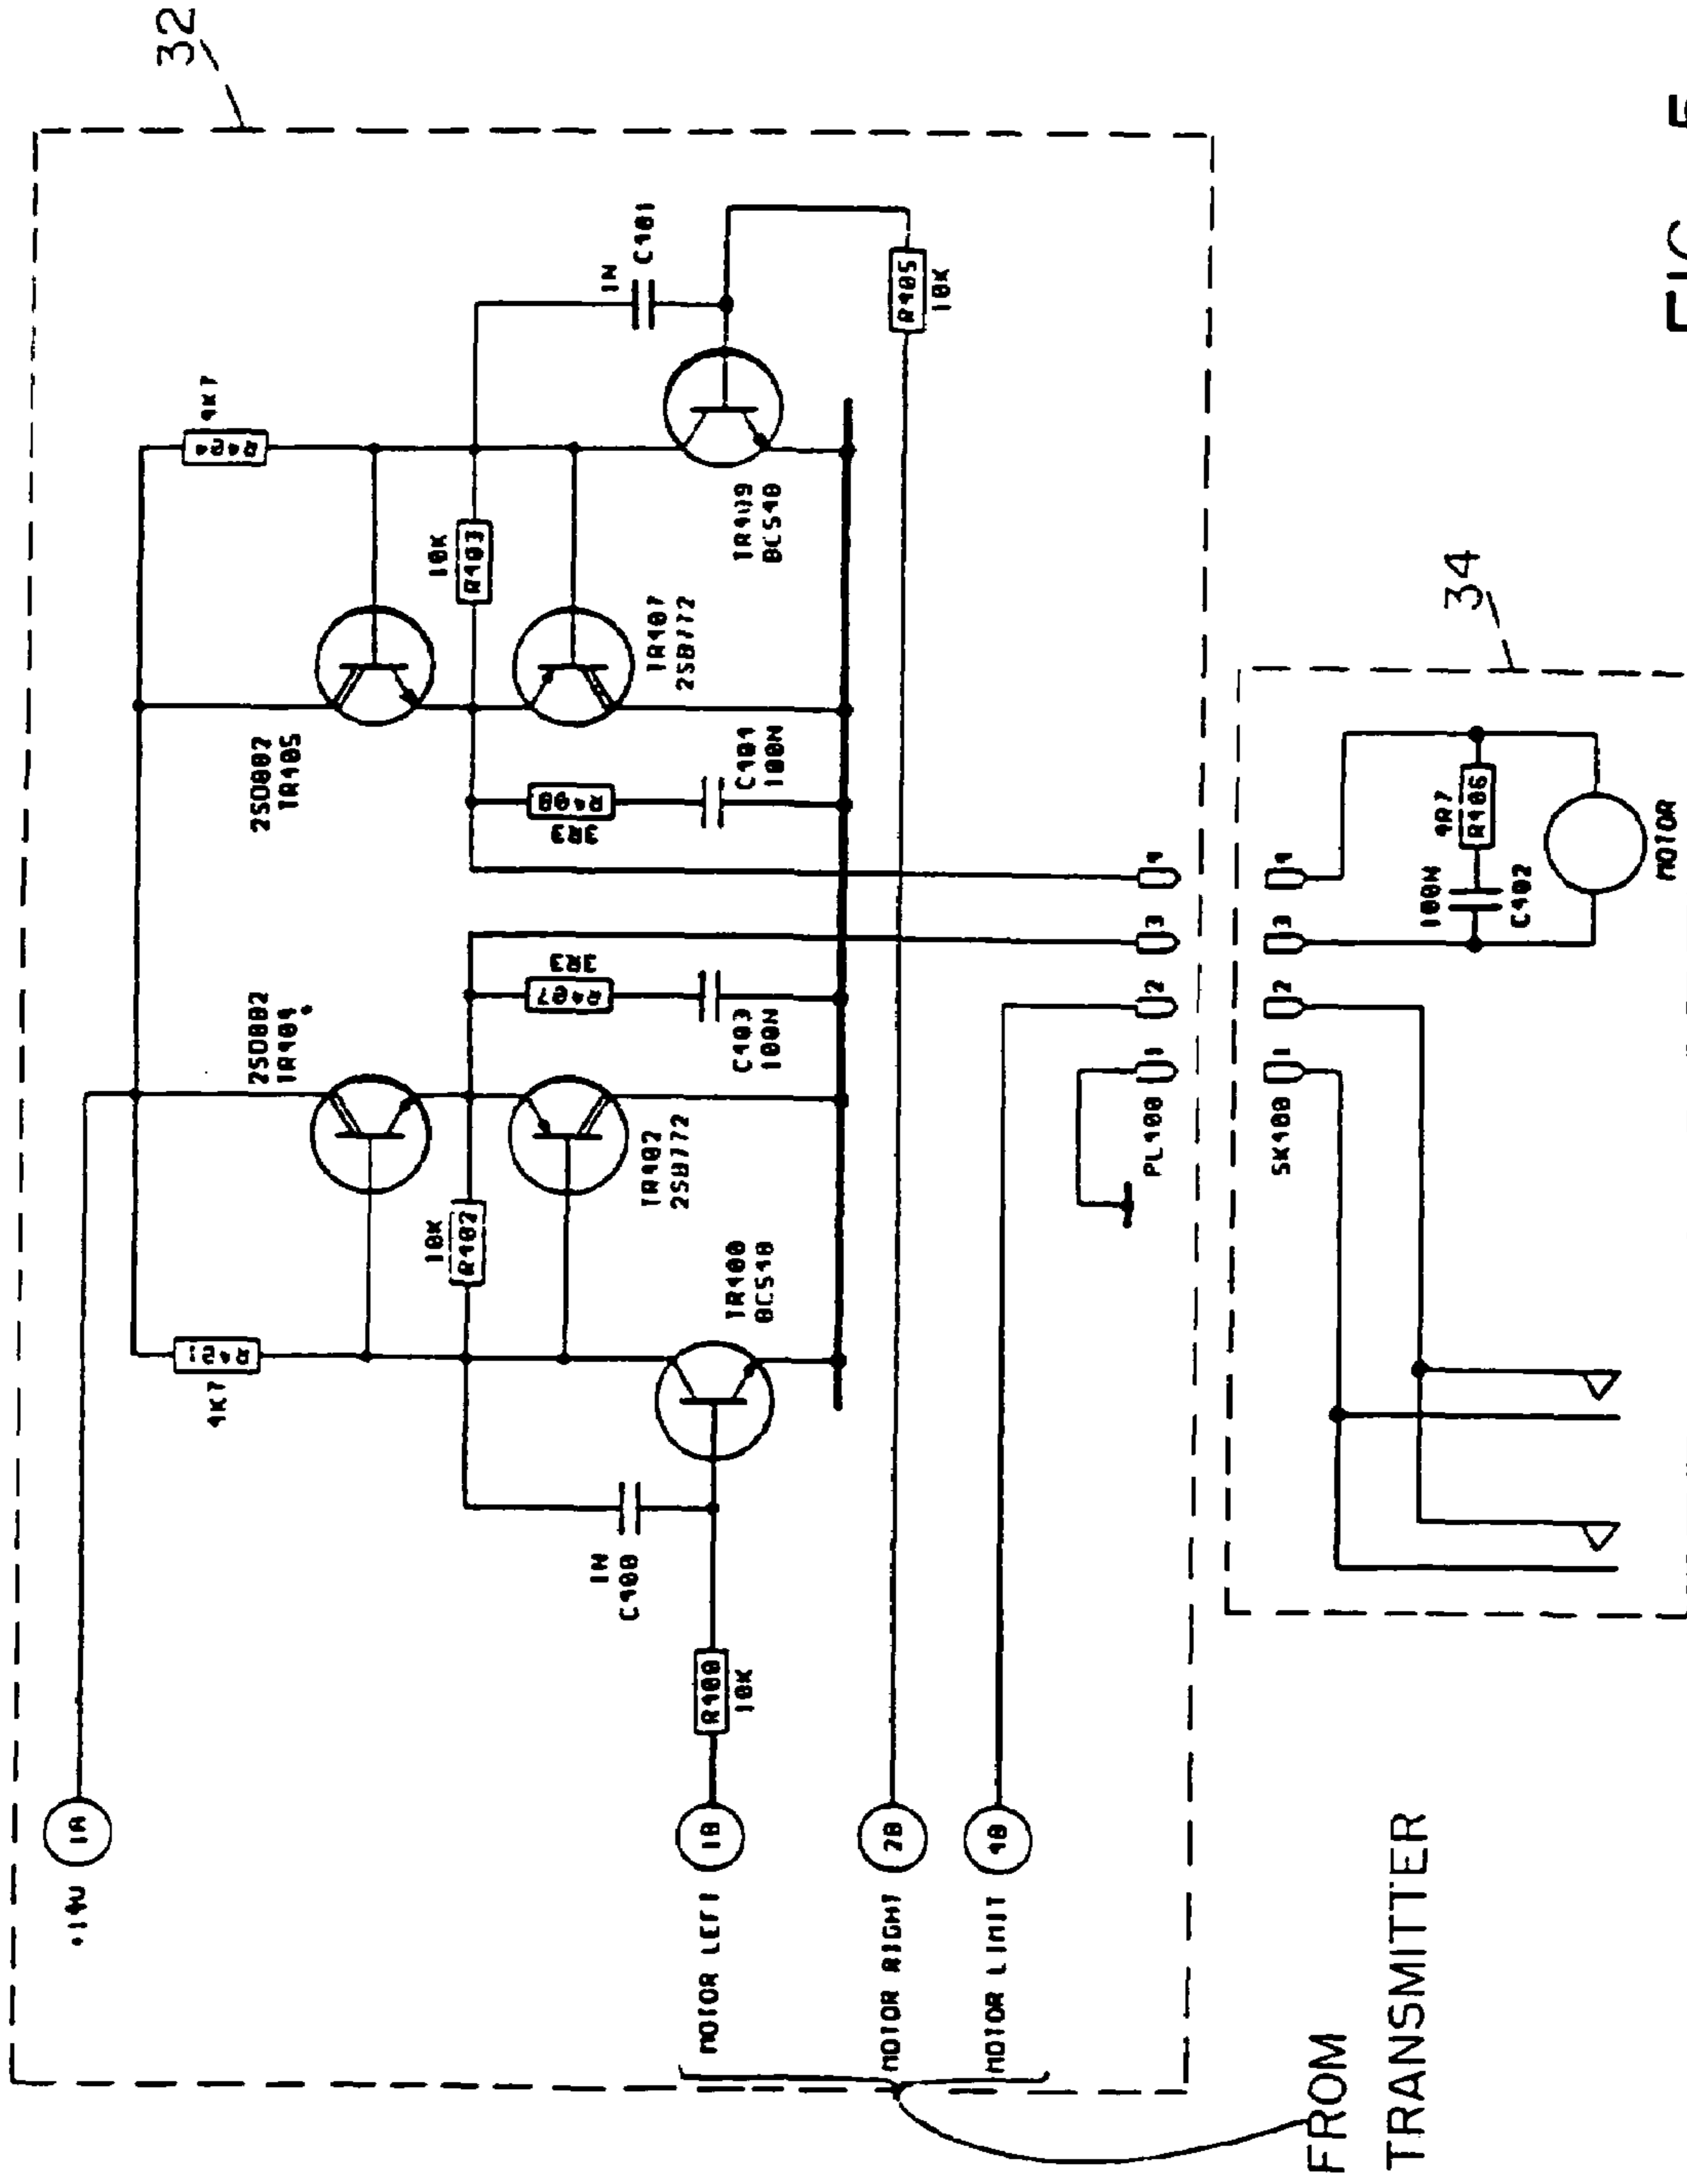 32
+14V
1A
4K7
R401
2SD882
TR404
2SD882
TR405
R404
4K7
10K
R402
10K
R403
1N
C400
1N
C401
TR402
2SB772
3R3
R407
3R3
R408
TR407
2SB772
MOTOR LEFT
1B
R400
10K
TR400
BC548
C403
100N
C404
100N
TR409
BC548
MOTOR RIGHT
2B
R405
10K
MOTOR LIMIT
4B
PL400
1
2
3
4
SK400
1
2
3
4
34
FROM
TRANSMITTER
100N
C402
4R7
R406
MOTOR
FIG